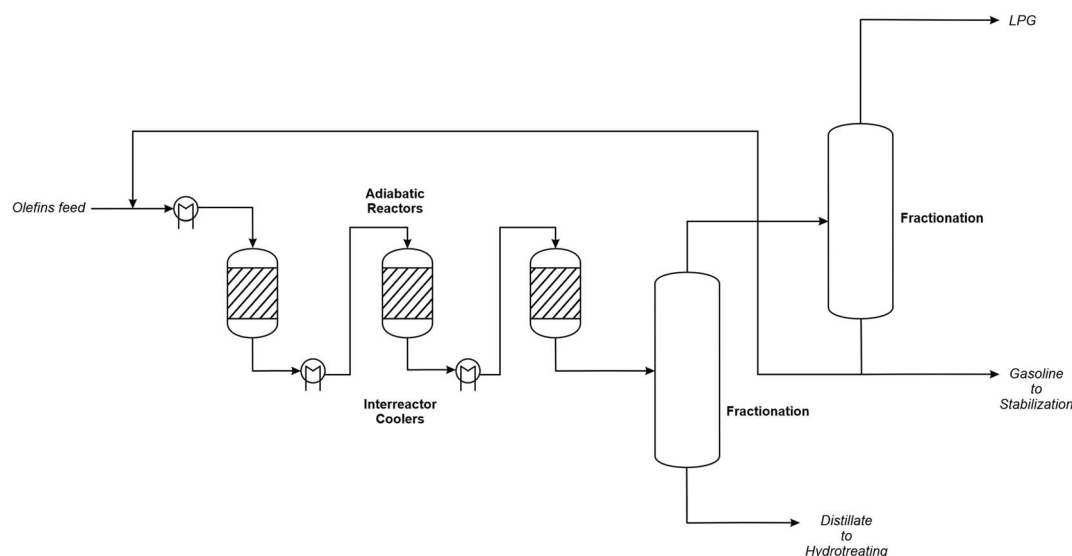 LPG
Olefins feed
Adiabatic
Reactors
Fractionation
Interreactor
Coolers
Fractionation
Gasoline
to
Stabilization
Distillate
to
Hydrotreating